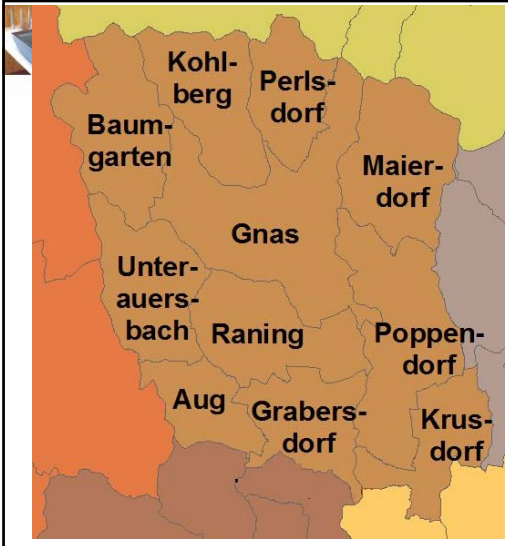 Kohl-
berg
Perls-
dorf
Baum-
garten
Maier-
dorf
Gnas
Unter-
auers-
bach
Raning
Poppen-
dorf
Aug
Grabers-
dorf
Krus-
dorf